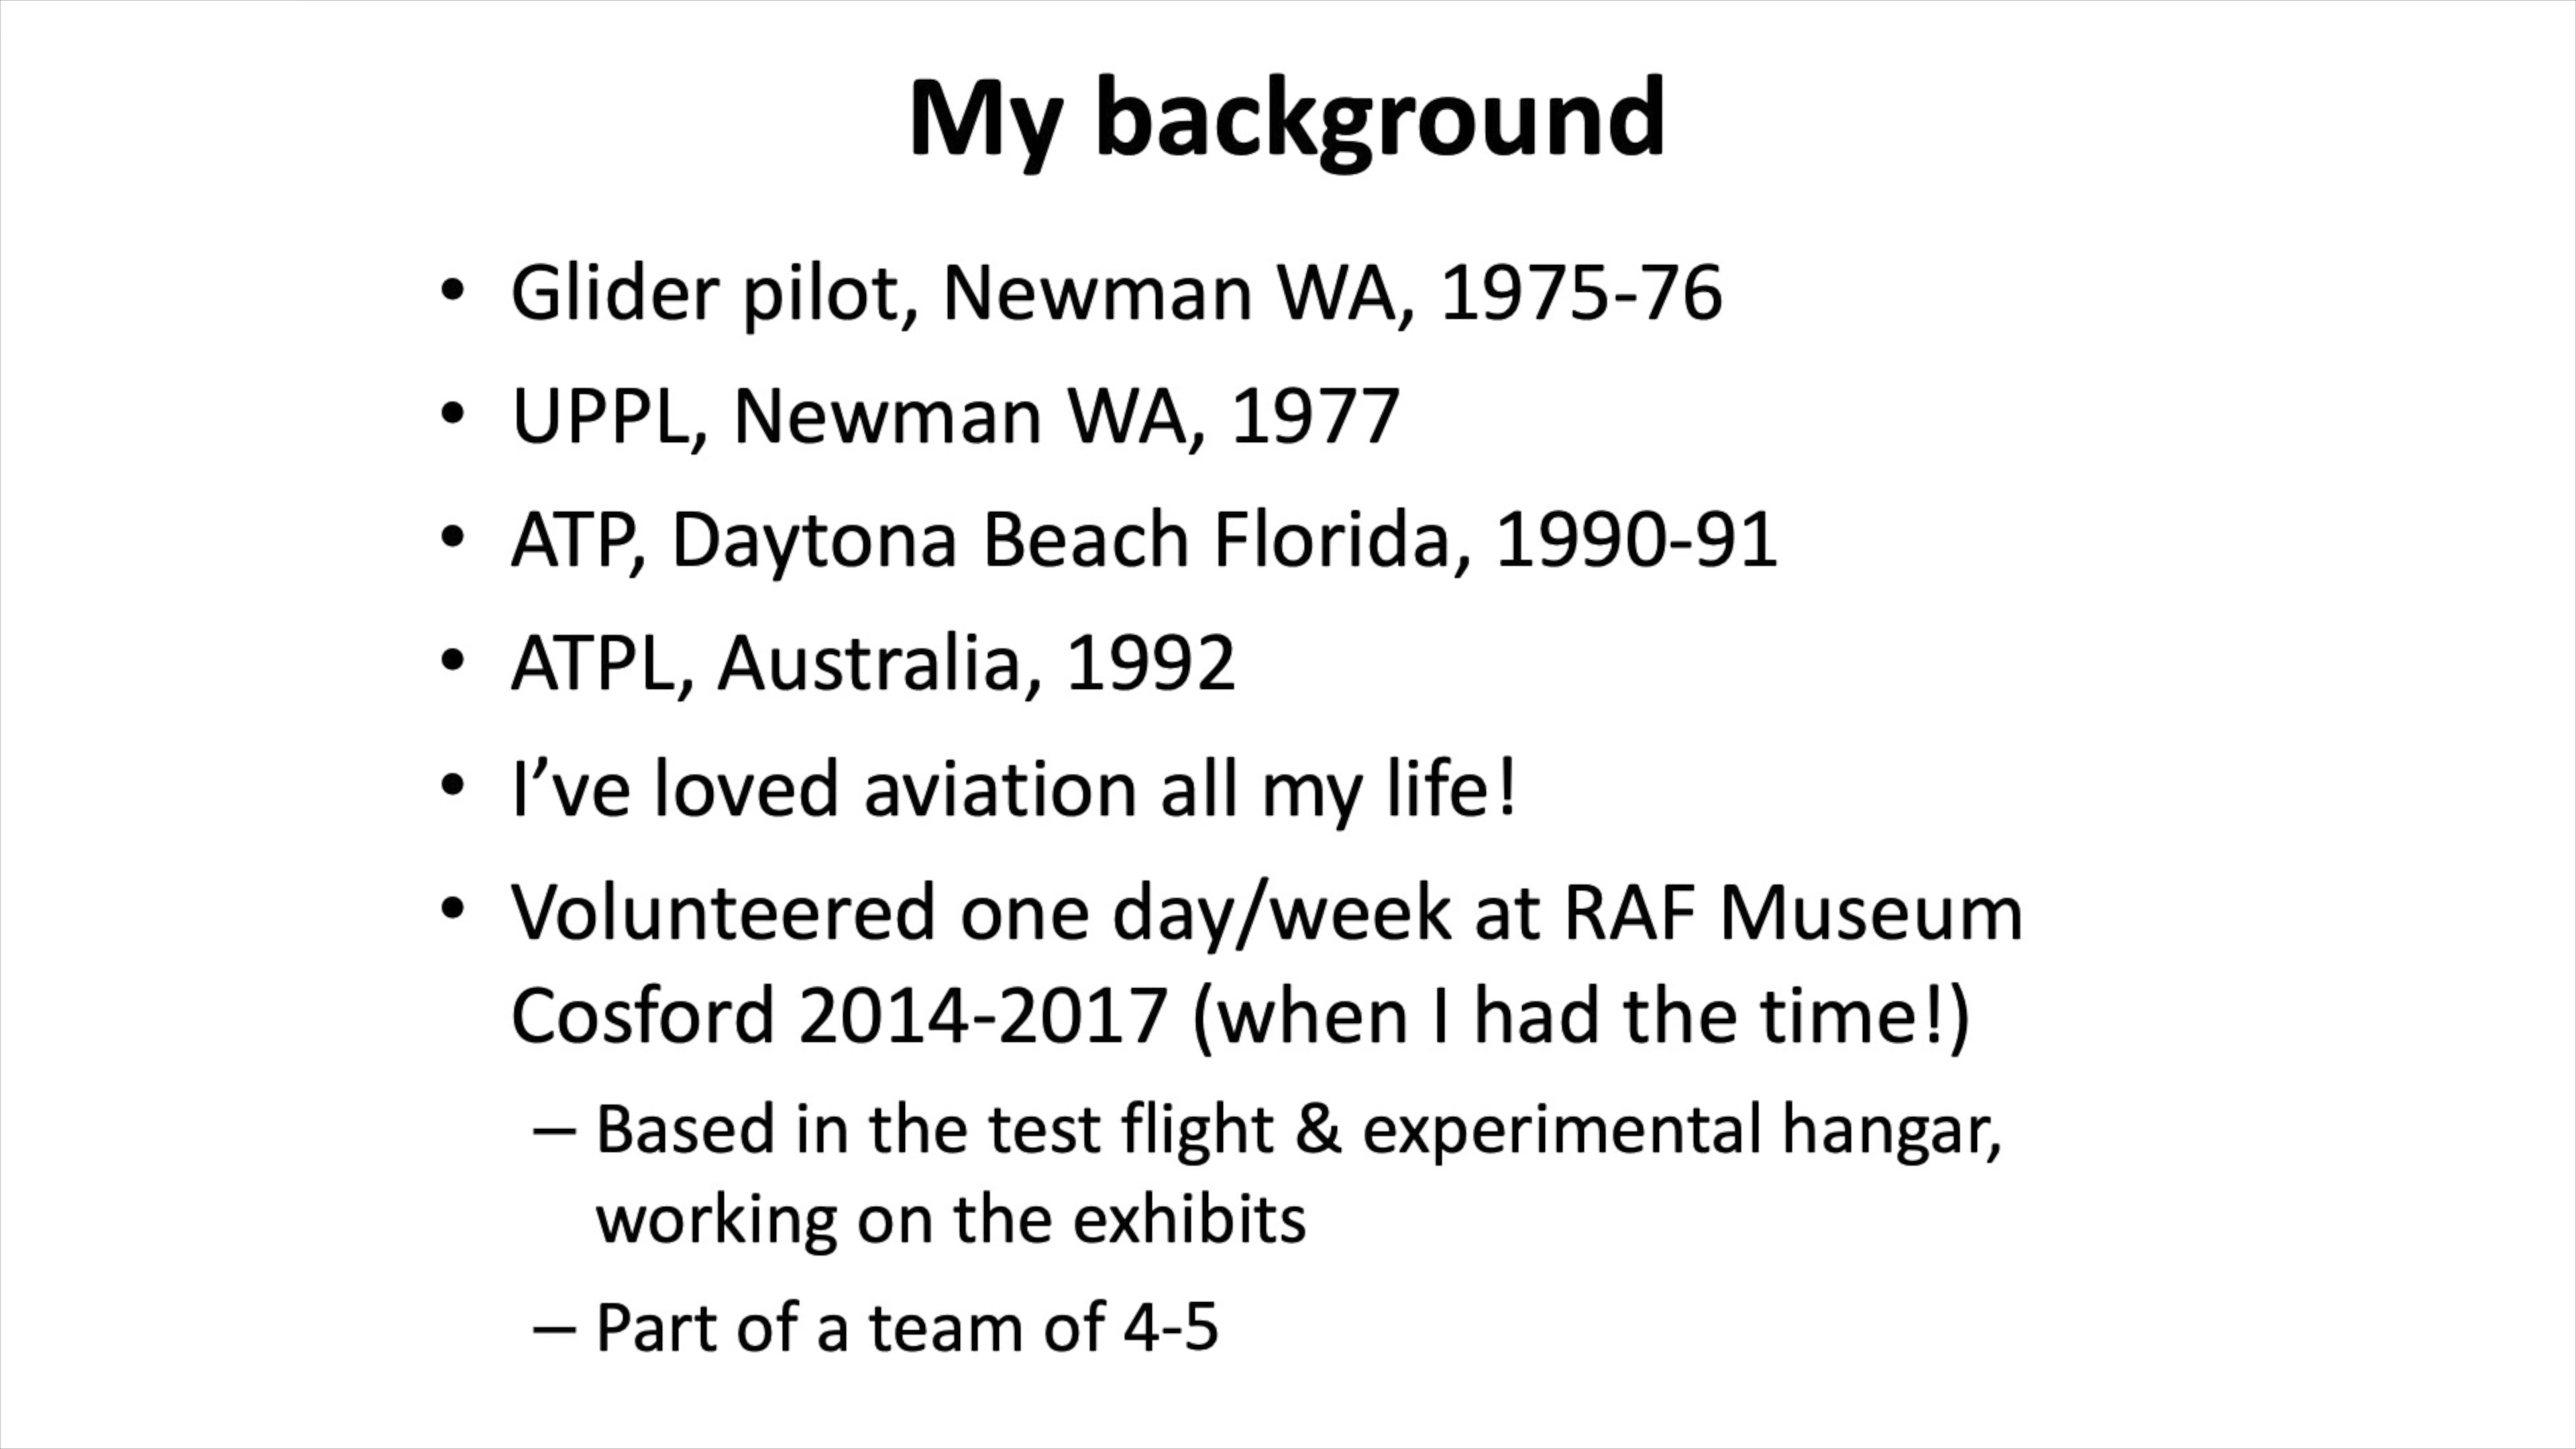 My background
• Glider pilot, Newman WA, 1975-76
• UPPL, Newman WA, 1977
• ATP, Daytona Beach Florida, 1990-91
• ATPL, Australia, 1992
• I’ve loved aviation all my life!
• Volunteered one day/week at RAF Museum
Cosford 2014-2017 (when I had the time!)
– Based in the test flight & experimental hangar,
working on the exhibits
– Part of a team of 4-5